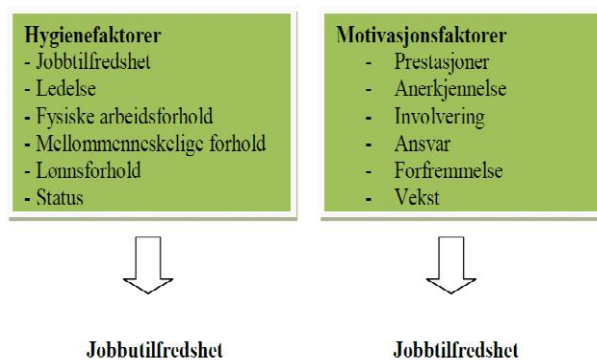 Hygienefaktorer
- Jobbtilfredshet
- Ledelse
- Fysiske arbeidsforhold
- Mellommenneskelige forhold
- Lønnsforhold
- Status
Motivasjonsfaktorer
- Prestasjoner
- Anerkjennelse
- Involvering
- Ansvar
- Forfremmelse
- Vekst
Jobbutilfredshet
Jobbtilfredshet